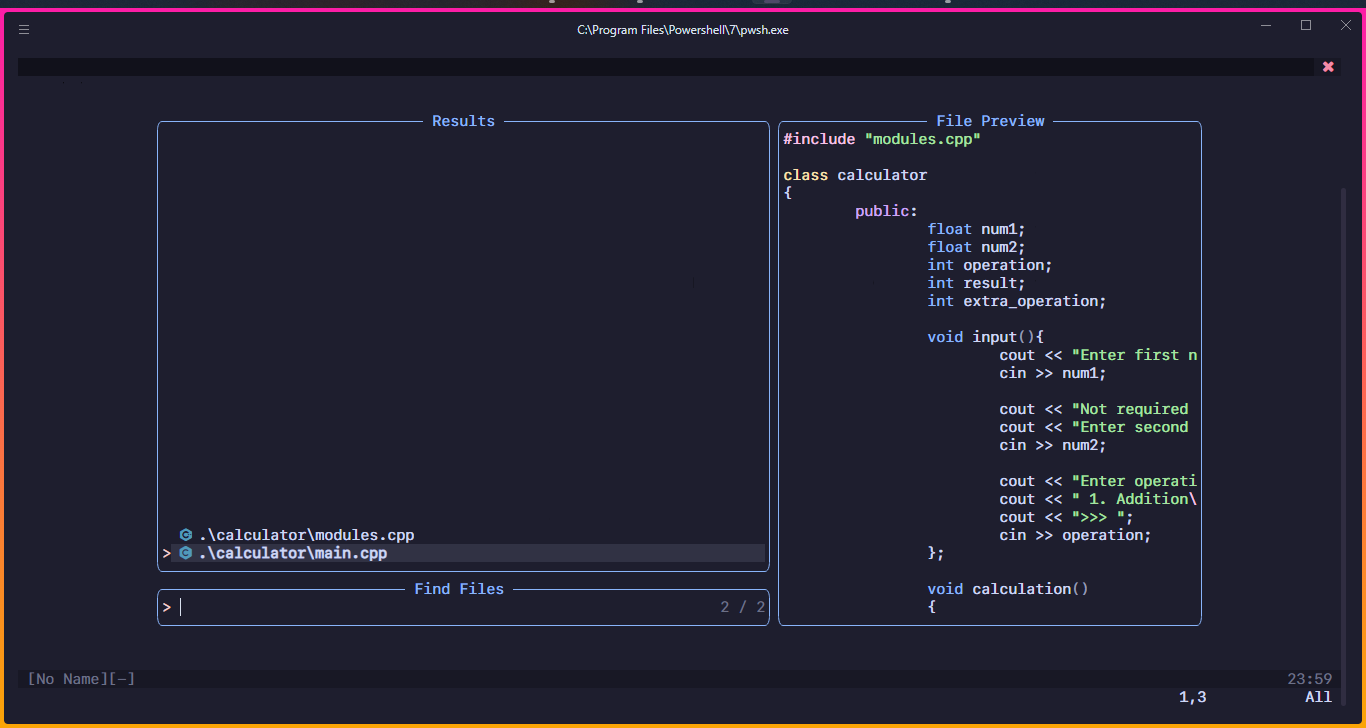 C:\Program Files\Powershell\7\pwsh.exe
Results
.\calculator\modules.cpp
> .\calculator\main.cpp
Find Files
> 2 / 2
File Preview
#include "modules.cpp"
class calculator
{
public:
float num1;
float num2;
int operation;
int result;
int extra_operation;
void input(){
cout << "Enter first n
cin >> num1;
cout << "Not required
cout << "Enter second
cin >> num2;
cout << "Enter operati
cout << " 1. Addition\
cout << ">>> ";
cin >> operation;
};
void calculation()
{
[No Name][-] 23:59
1,3 All